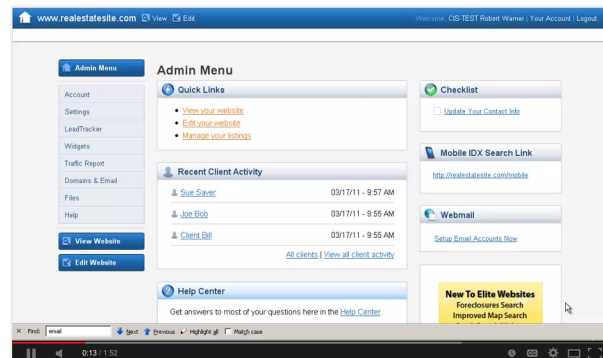 www.realestatesite.com View Edit
Welcome, CIS-TEST Robert Warner | Your Account | Logout
Admin Menu
Account
Settings
LeadTracker
Widgets
Traffic Report
Domains & Email
Files
Help
View Website
Edit Website
Admin Menu
Quick Links
View your website
Edit your website
Manage your listings
Recent Client Activity
Sue Saver 03/17/11 - 9:57 AM
Joe Bob 03/17/11 - 9:55 AM
Client Bill 03/17/11 - 9:55 AM
All clients | View all client activity
Help Center
Get answers to most of your questions here in the Help Center.
Checklist
Update Your Contact Info
Mobile IDX Search Link
http://realestatesite.com/mobile
Webmail
Setup Email Accounts Now
New To Elite Websites
Foreclosures Search
Improved Map Search
× Find: email Next Previous Highlight all Match case
0:13 / 1:52
CC